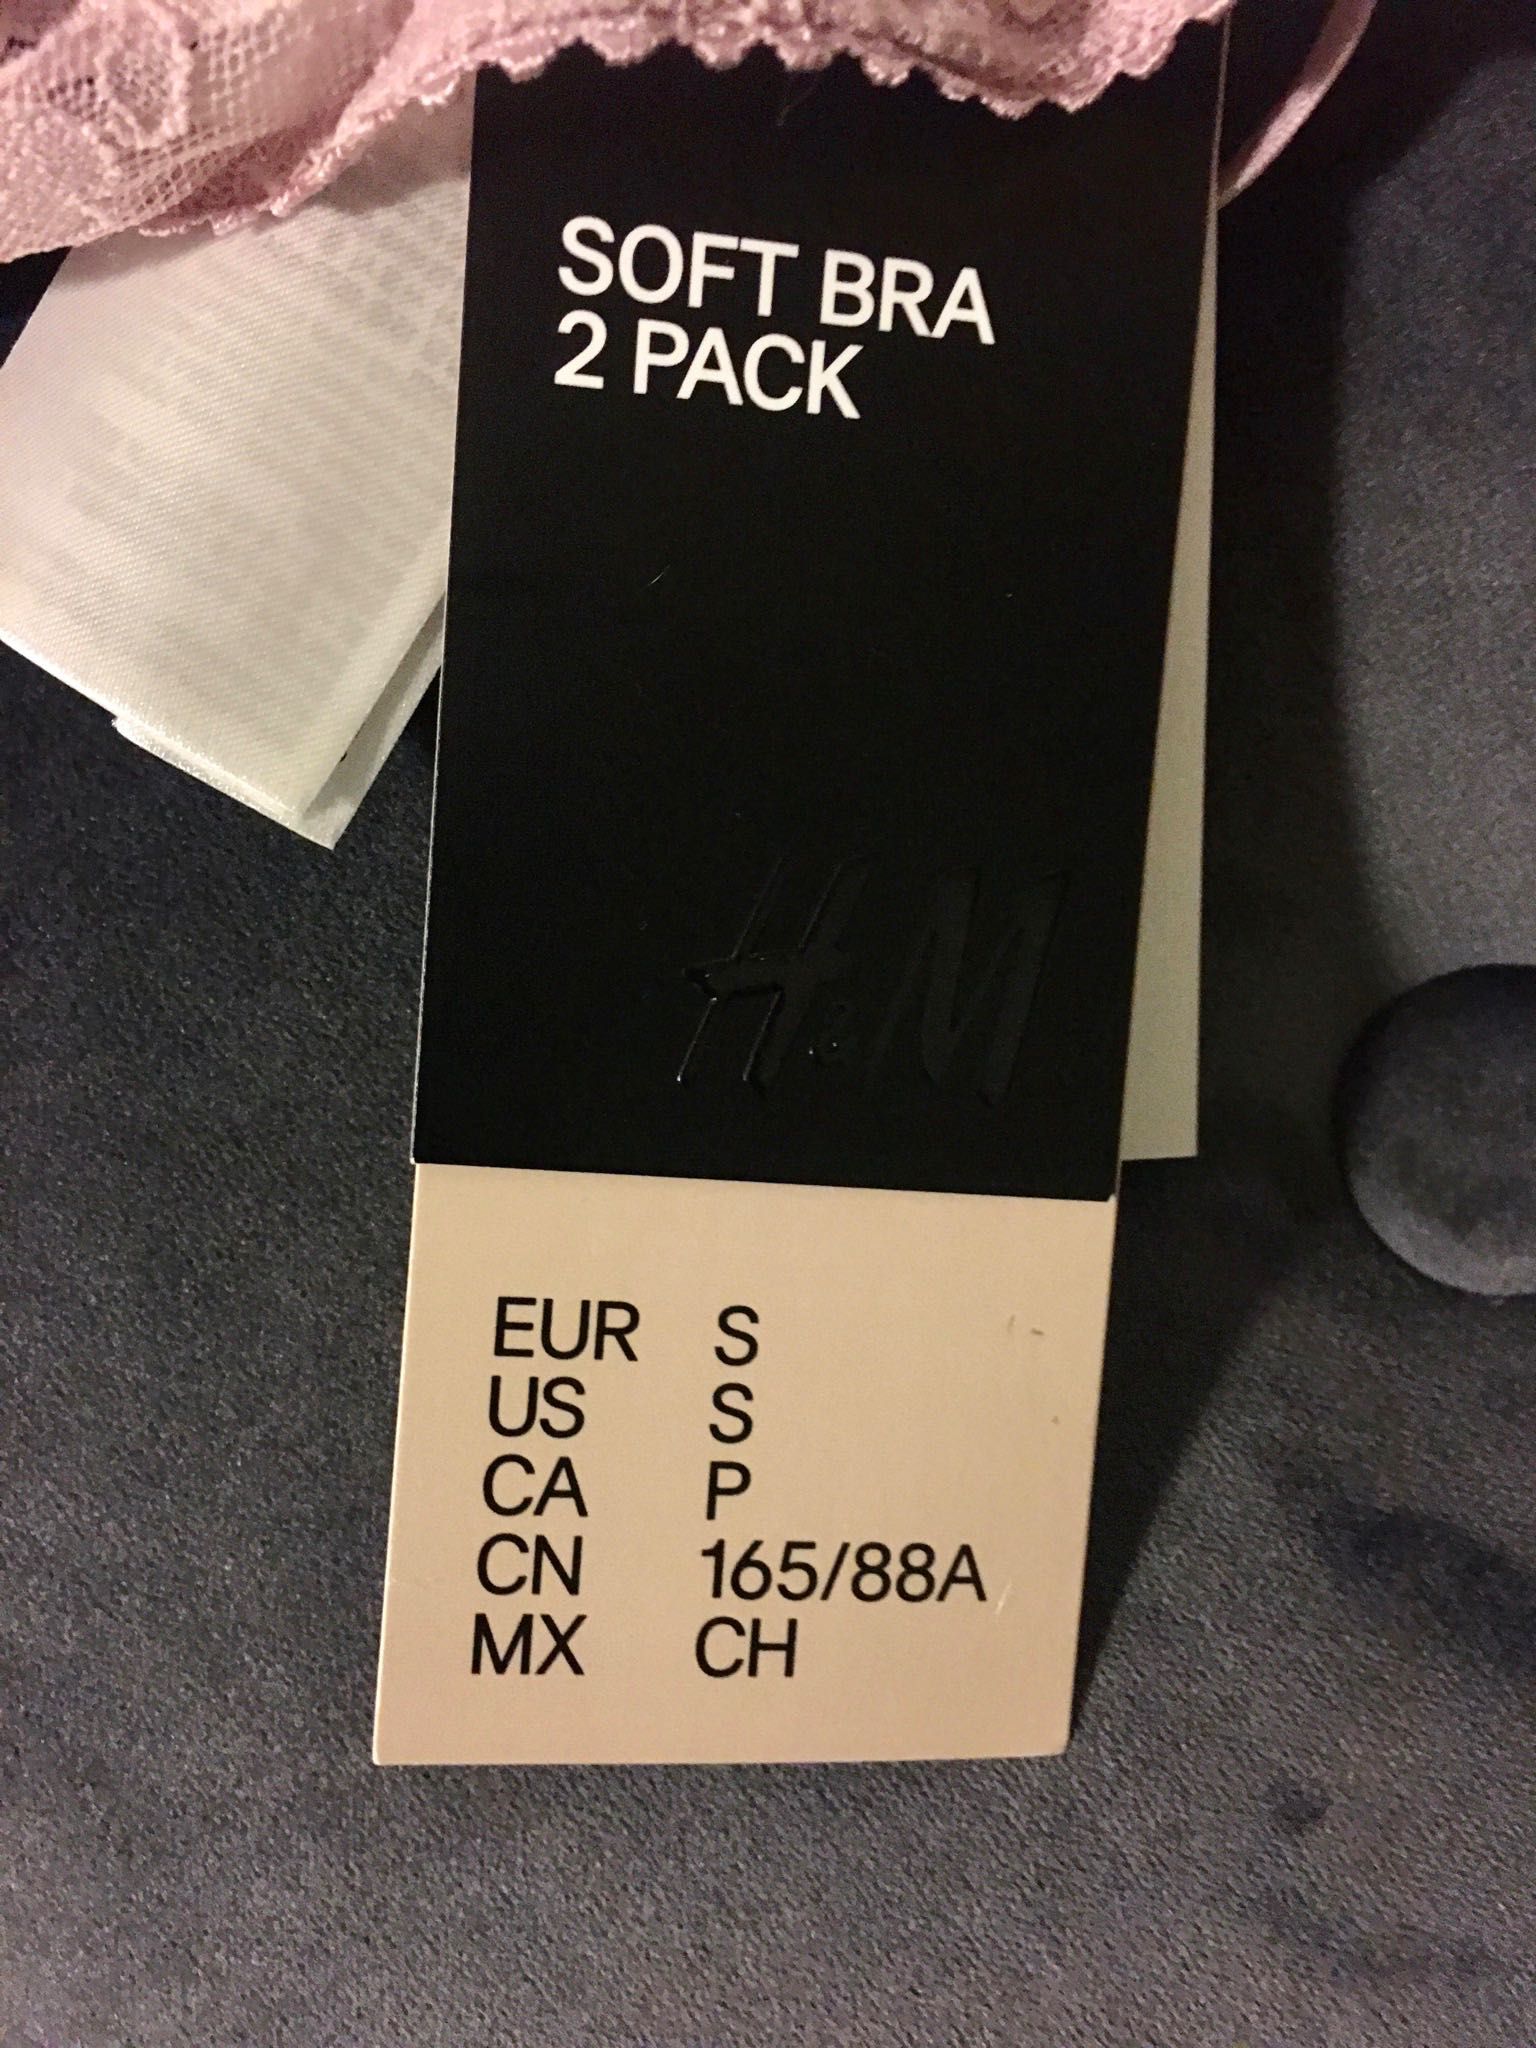 SOFT BRA
2 PACK
H&M
EUR S
US S
CA P
CN 165/88A
MX CH